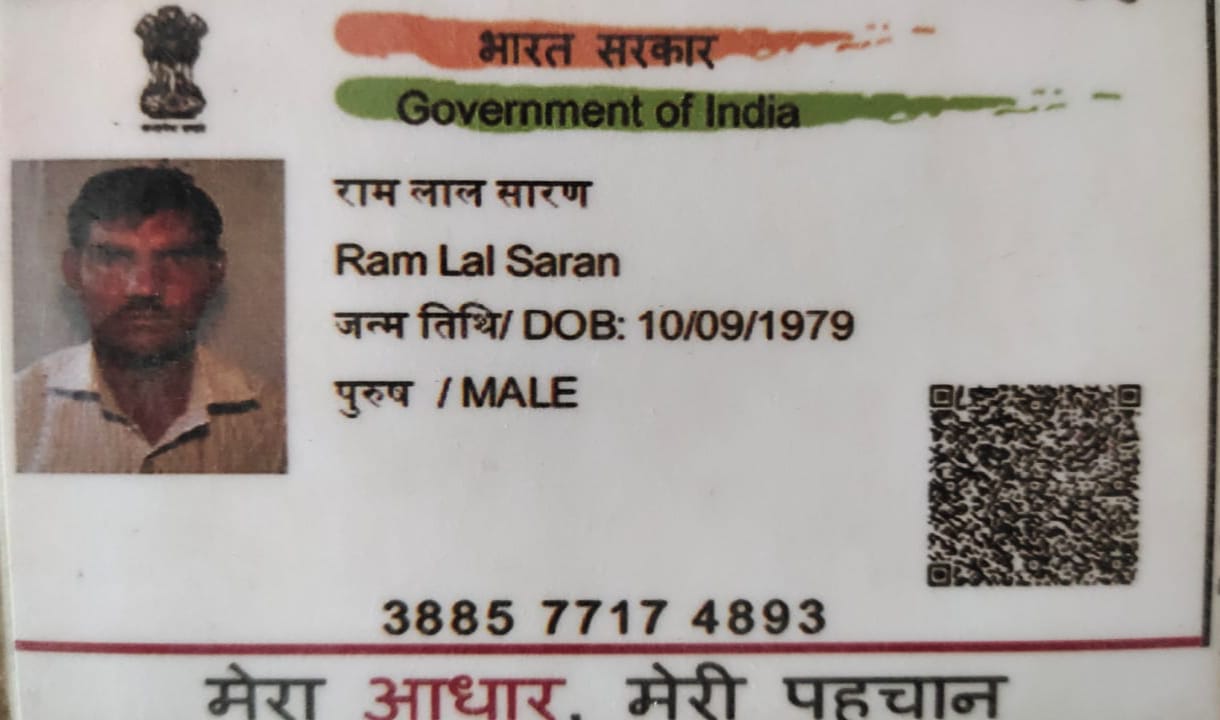 भारत सरकार
Government of India
राम लाल सारण
Ram Lal Saran
जन्म तिथि/ DOB: 10/09/1979
पुरुष / MALE
3885 7717 4893
मेरा आधार, मेरी पहचान